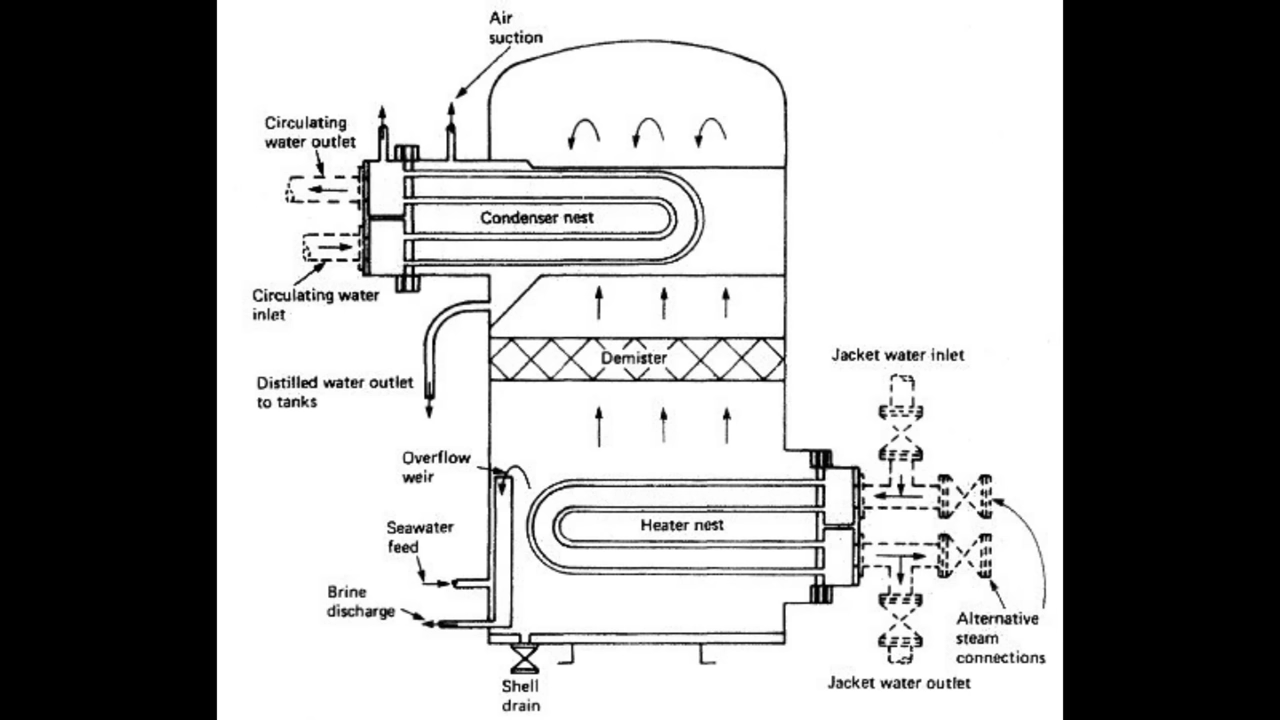 Air
suction
Circulating
water outlet
Condenser nest
Circulating water
inlet
Demister
Jacket water inlet
Distilled water outlet
to tanks
Overflow
weir
Seawater
feed
Heater nest
Brine
discharge
Alternative
steam
connections
Shell
drain
Jacket water outlet